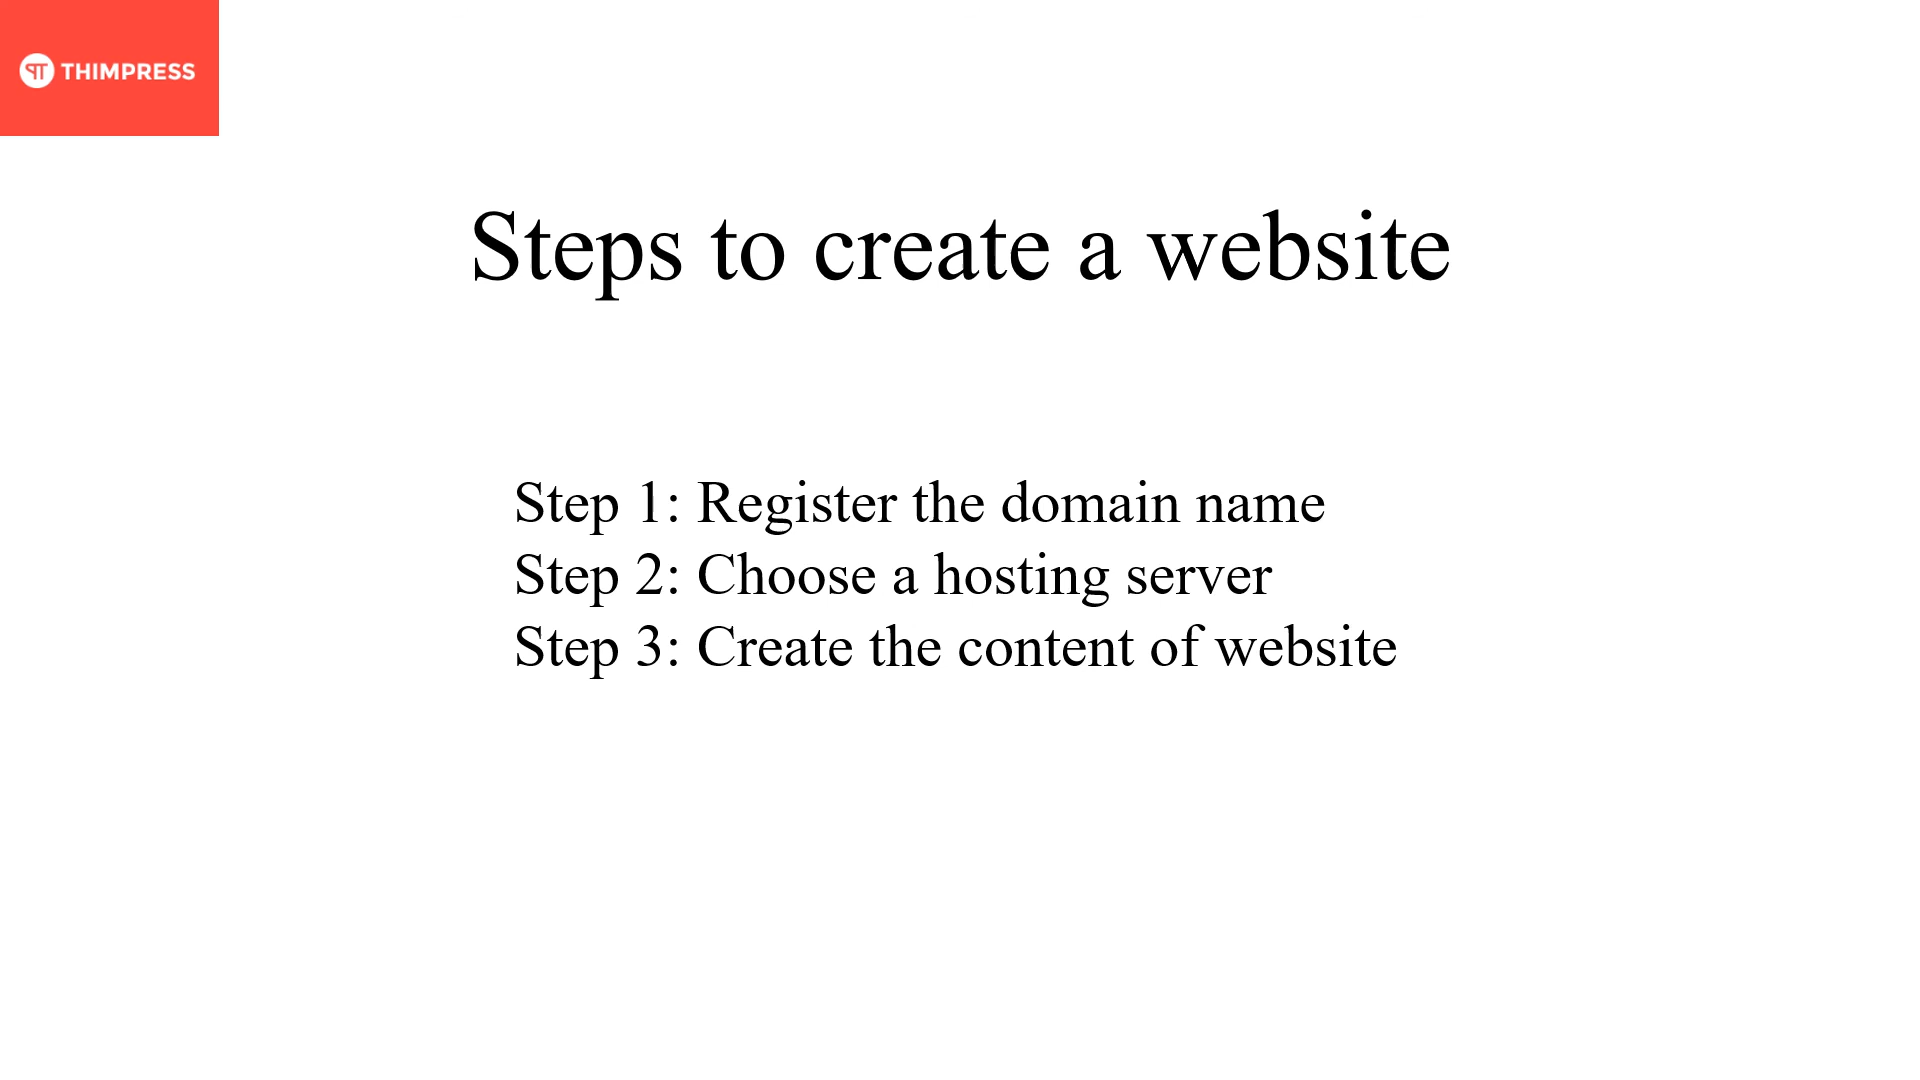 THIMPRESS
Steps to create a website
Step 1: Register the domain name
Step 2: Choose a hosting server
Step 3: Create the content of website